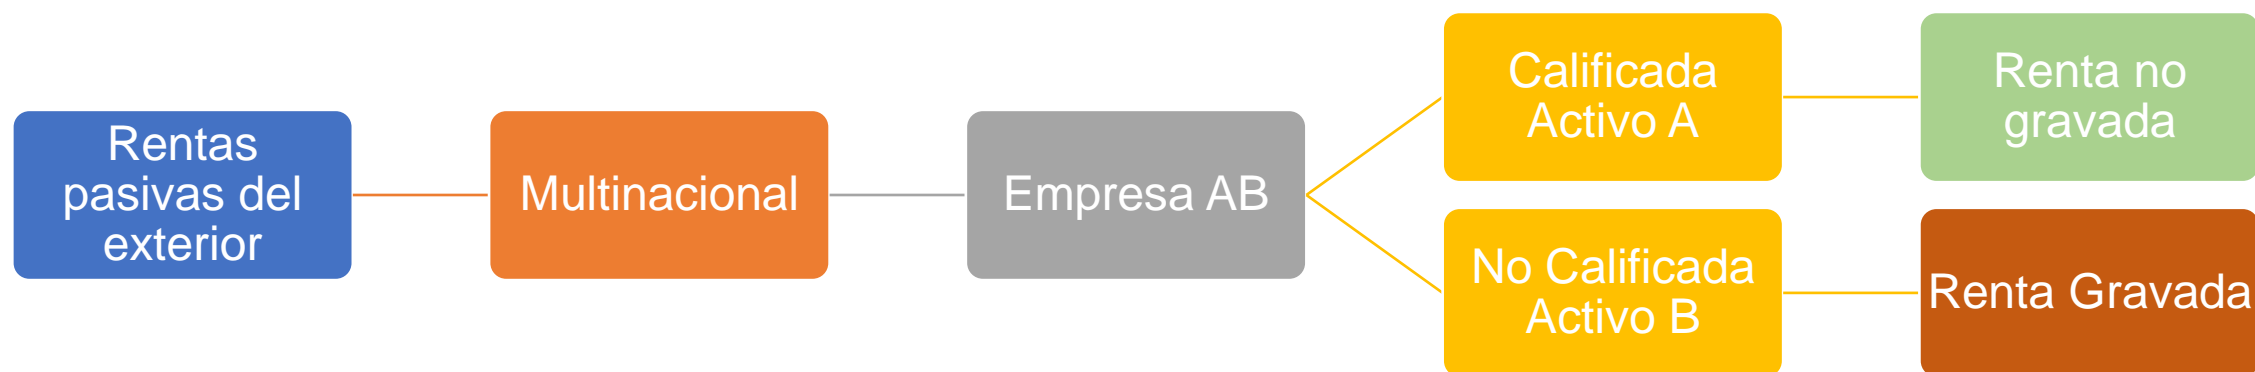 Rentas
pasivas del
exterior
Multinacional
Empresa AB
Calificada
Activo A
Renta no
gravada
No Calificada
Activo B
Renta Gravada